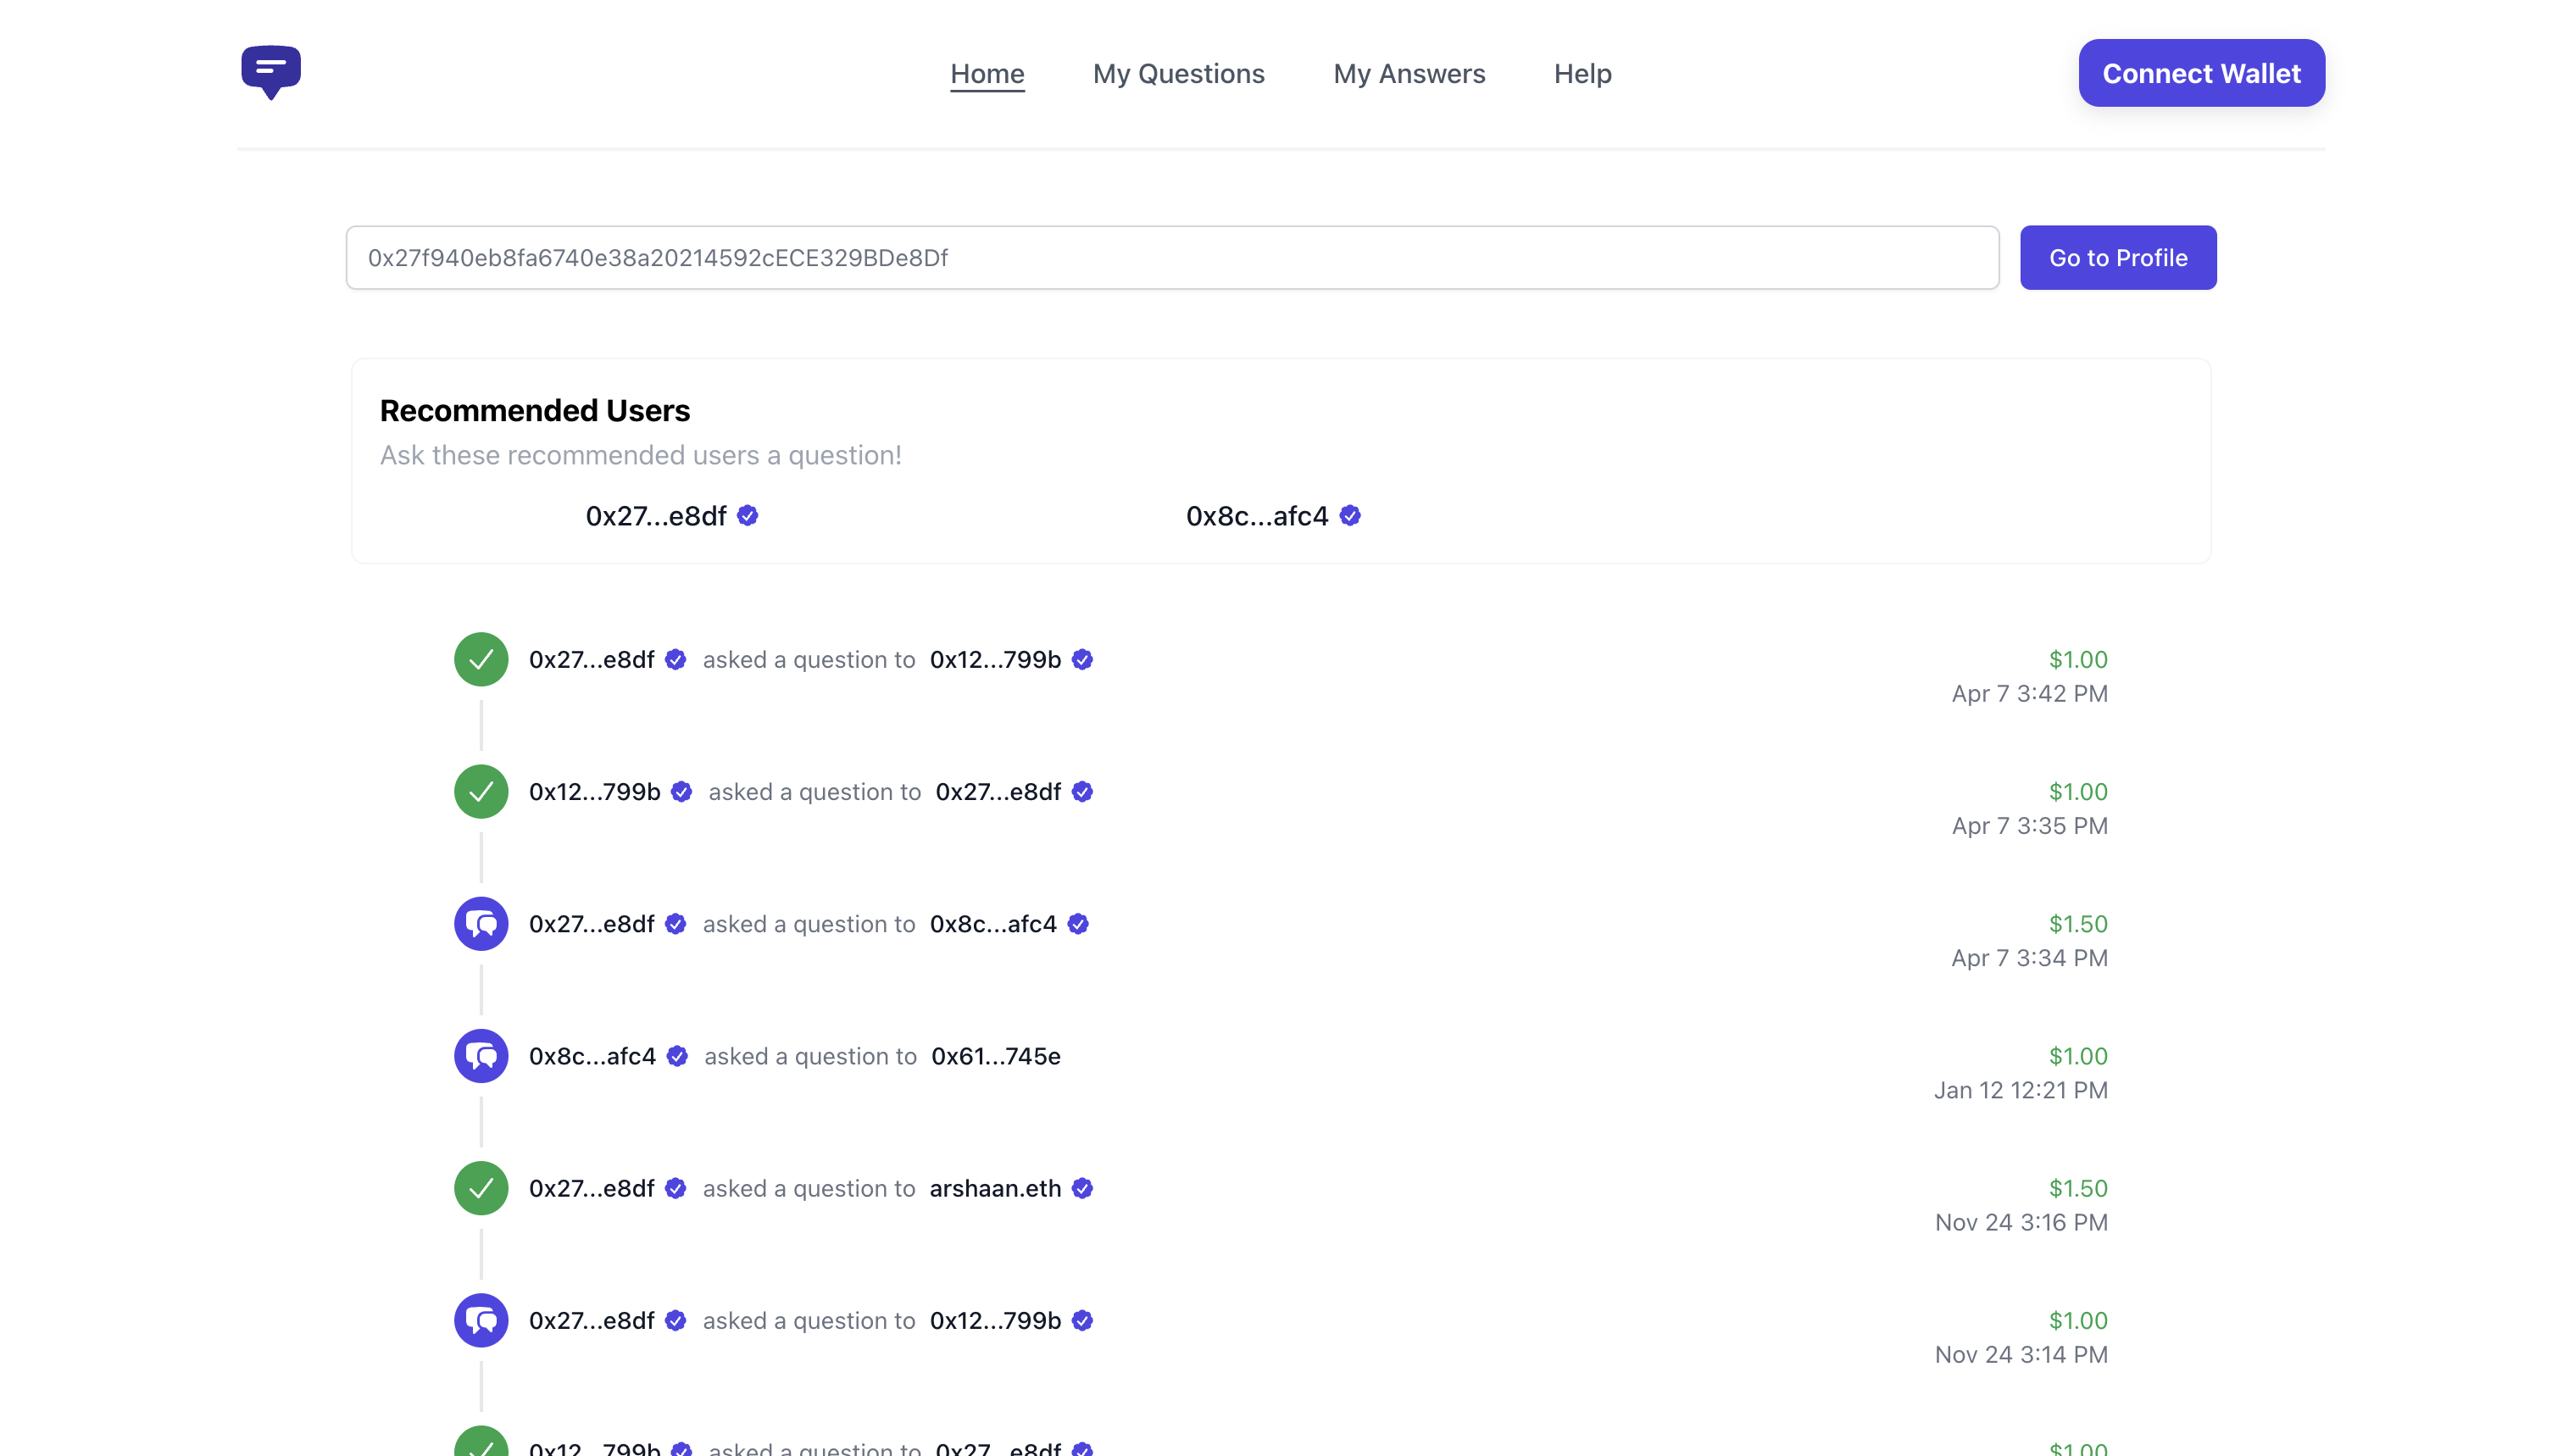 Home My Questions My Answers Help Connect Wallet
0x27f940eb8fa6740e38a20214592cECE329BDe8Df Go to Profile
Recommended Users
Ask these recommended users a question!
0x27...e8df 0x8c...afc4
0x27...e8df asked a question to 0x12...799b $1.00
Apr 7 3:42 PM
0x12...799b asked a question to 0x27...e8df $1.00
Apr 7 3:35 PM
0x27...e8df asked a question to 0x8c...afc4 $1.50
Apr 7 3:34 PM
0x8c...afc4 asked a question to 0x61...745e $1.00
Jan 12 12:21 PM
0x27...e8df asked a question to arshaan.eth $1.50
Nov 24 3:16 PM
0x27...e8df asked a question to 0x12...799b $1.00
Nov 24 3:14 PM
0x12...799b asked a question to 0x27...e8df $1.00